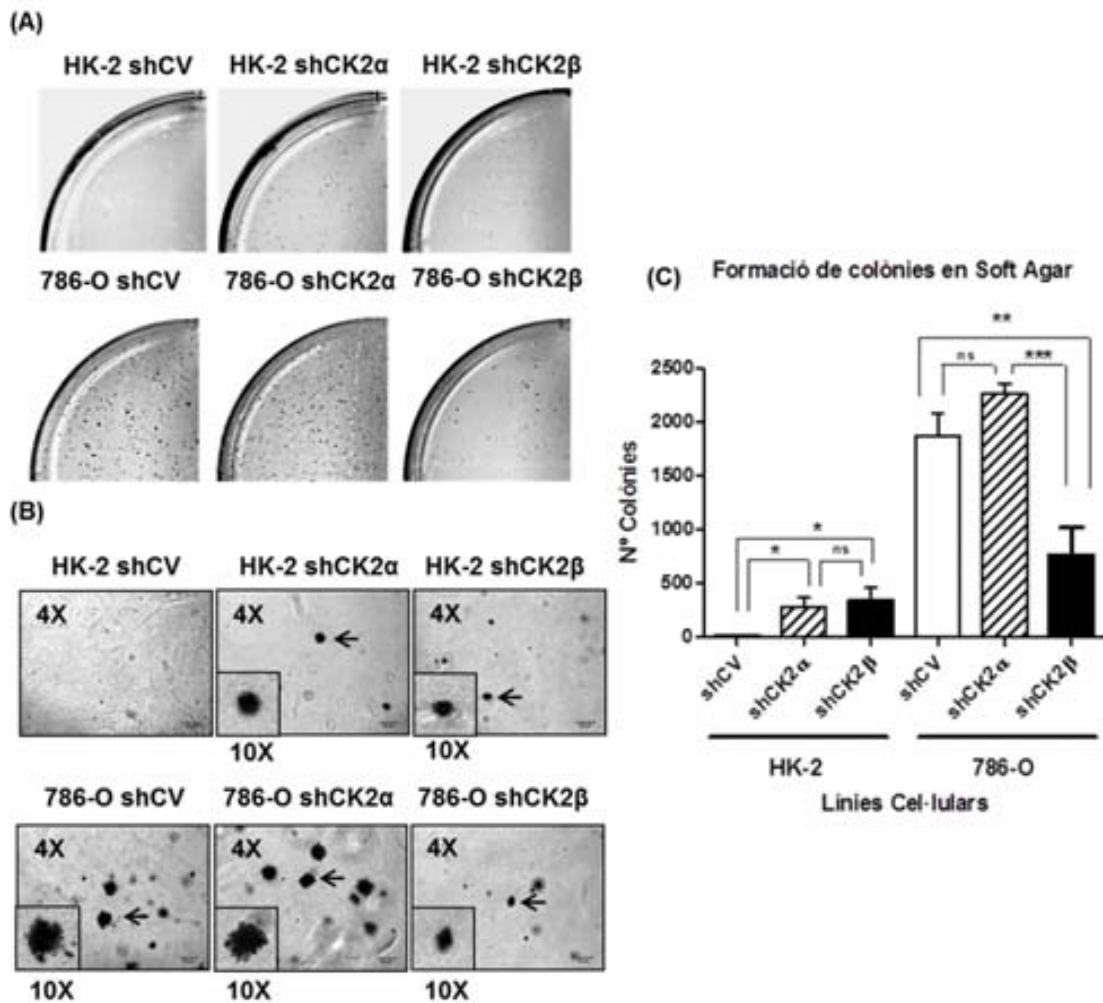 (A)
HK-2 shCV HK-2 shCK2α HK-2 shCK2β
786-O shCV 786-O shCK2α 786-O shCK2β
(B)
HK-2 shCV HK-2 shCK2α HK-2 shCK2β
4X 4X 4X
10X 10X
786-O shCV 786-O shCK2α 786-O shCK2β
4X 4X 4X
10X 10X 10X
(C) Formació de colònies en Soft Agar
Nº Colònies
2500
2000
1500
1000
500
0
**
ns ***
*
* ns
shCV shCK2α shCK2β shCV shCK2α shCK2β
HK-2 786-O
Línies Cel·lulars